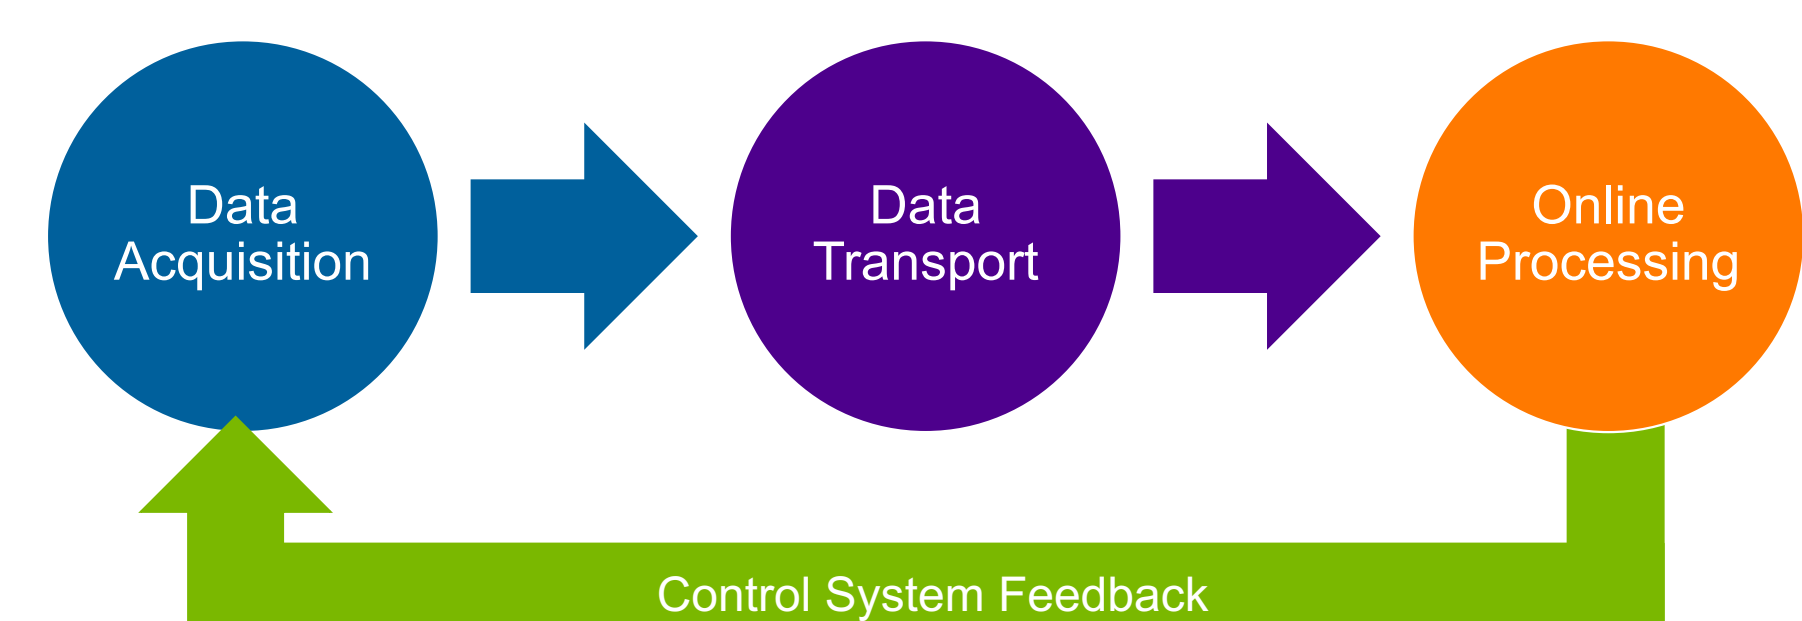 Data
Acquisition
Data
Transport
Online
Processing
Control System Feedback